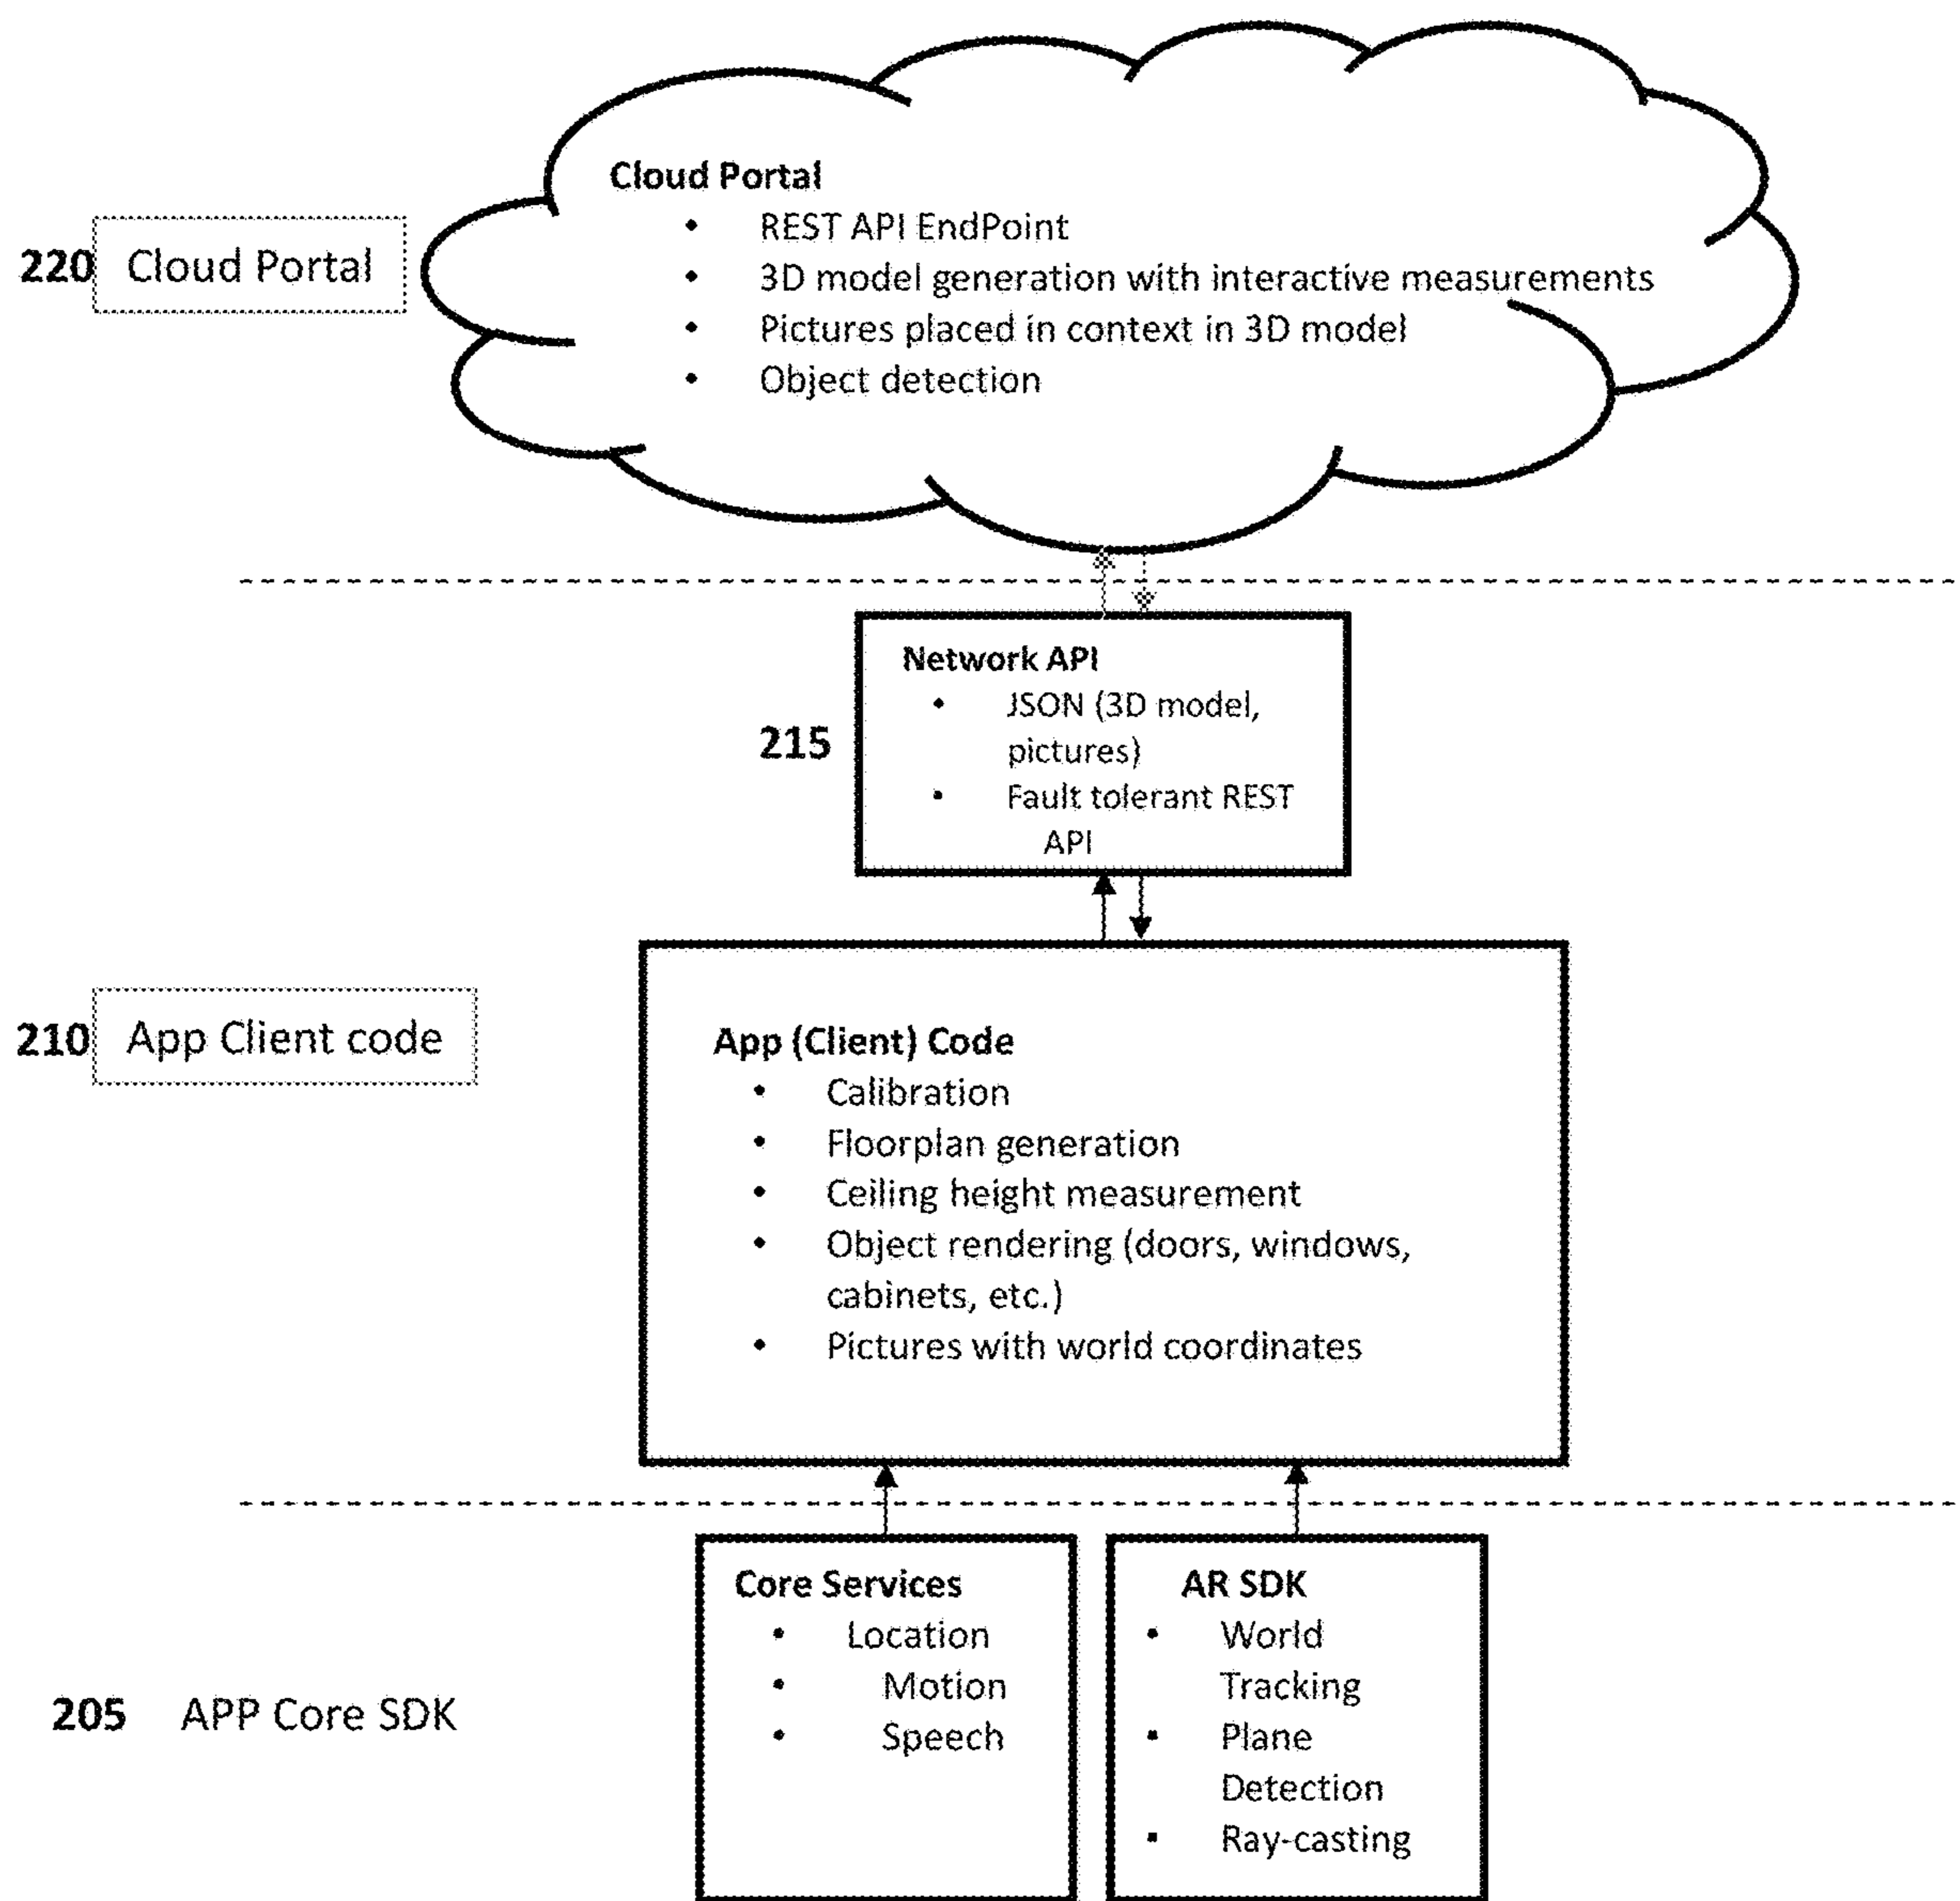 Cloud Portal
• REST API EndPoint
• 3D model generation with interactive measurements
• Pictures placed in context in 3D model
• Object detection
220 Cloud Portal
Network API
• JSON (3D model,
pictures)
• Fault tolerant REST
API
215
210 App Client code
App (Client) Code
• Calibration
• Floorplan generation
• Ceiling height measurement
• Object rendering (doors, windows,
cabinets, etc.)
• Pictures with world coordinates
205 APP Core SDK
Core Services
• Location
• Motion
• Speech
AR SDK
• World
Tracking
• Plane
Detection
• Ray-casting